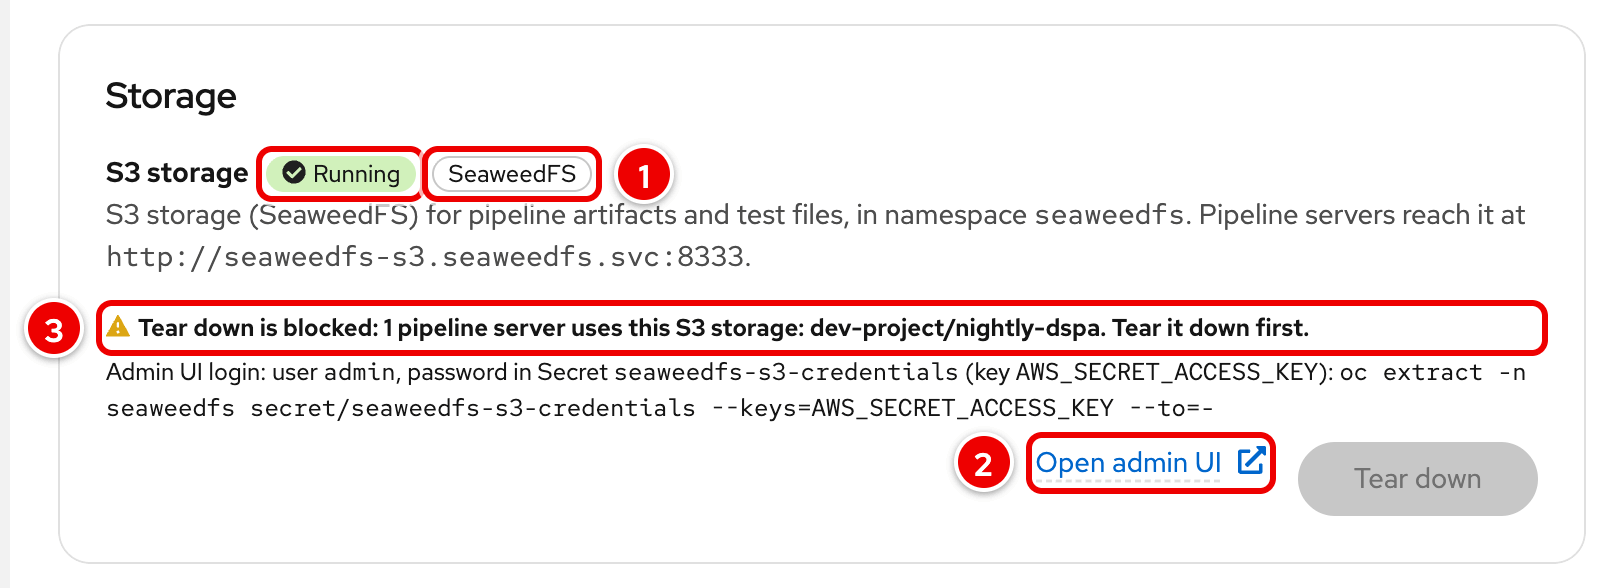 Storage
S3 storage Running SeaweedFS 1
S3 storage (SeaweedFS) for pipeline artifacts and test files, in namespace seaweedfs. Pipeline servers reach it at
http://seaweedfs-s3.seaweedfs.svc:8333.
3 Tear down is blocked: 1 pipeline server uses this S3 storage: dev-project/nightly-dspa. Tear it down first.
Admin UI login: user admin, password in Secret seaweedfs-s3-credentials (key AWS_SECRET_ACCESS_KEY): oc extract -n
seaweedfs secret/seaweedfs-s3-credentials --keys=AWS_SECRET_ACCESS_KEY --to=-
2 Open admin UI Tear down